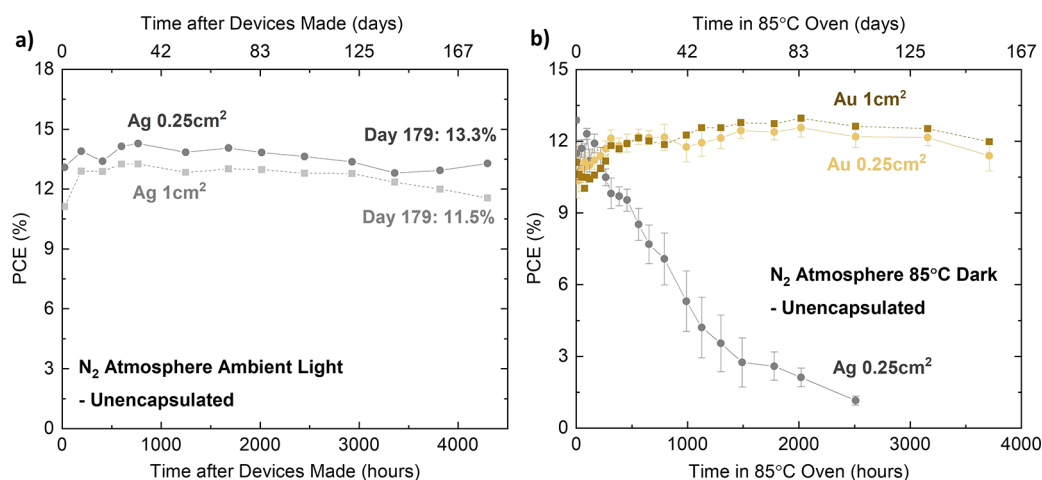 a)
Time after Devices Made (days)
0 42 83 125 167
18
15
12
9
6
3
0
PCE (%)
Ag 0.25cm²
Day 179: 13.3%
Ag 1cm²
Day 179: 11.5%
N₂ Atmosphere Ambient Light
- Unencapsulated
0 1000 2000 3000 4000
Time after Devices Made (hours)
b)
Time in 85°C Oven (days)
0 42 83 125 167
15
12
9
6
3
0
PCE (%)
Au 1cm²
Au 0.25cm²
N₂ Atmosphere 85°C Dark
- Unencapsulated
Ag 0.25cm²
0 1000 2000 3000 4000
Time in 85°C Oven (hours)